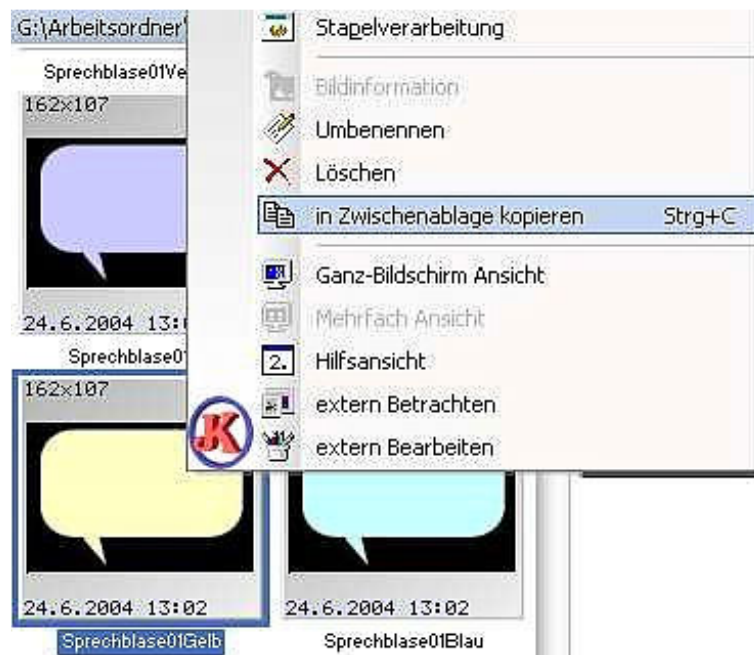 G:\Arbeitsordner\
Sprechblase01Ve
162x107
24.6.2004 13:
Sprechblase01
162x107
24.6.2004 13:02
Sprechblase01Gelb
24.6.2004 13:02
Sprechblase01Blau
Stapelverarbeitung
Bildinformation
Umbenennen
Löschen
in Zwischenablage kopieren Strg+C
Ganz-Bildschirm Ansicht
Mehrfach Ansicht
2. Hilfsansicht
extern Betrachten
extern Bearbeiten
JK